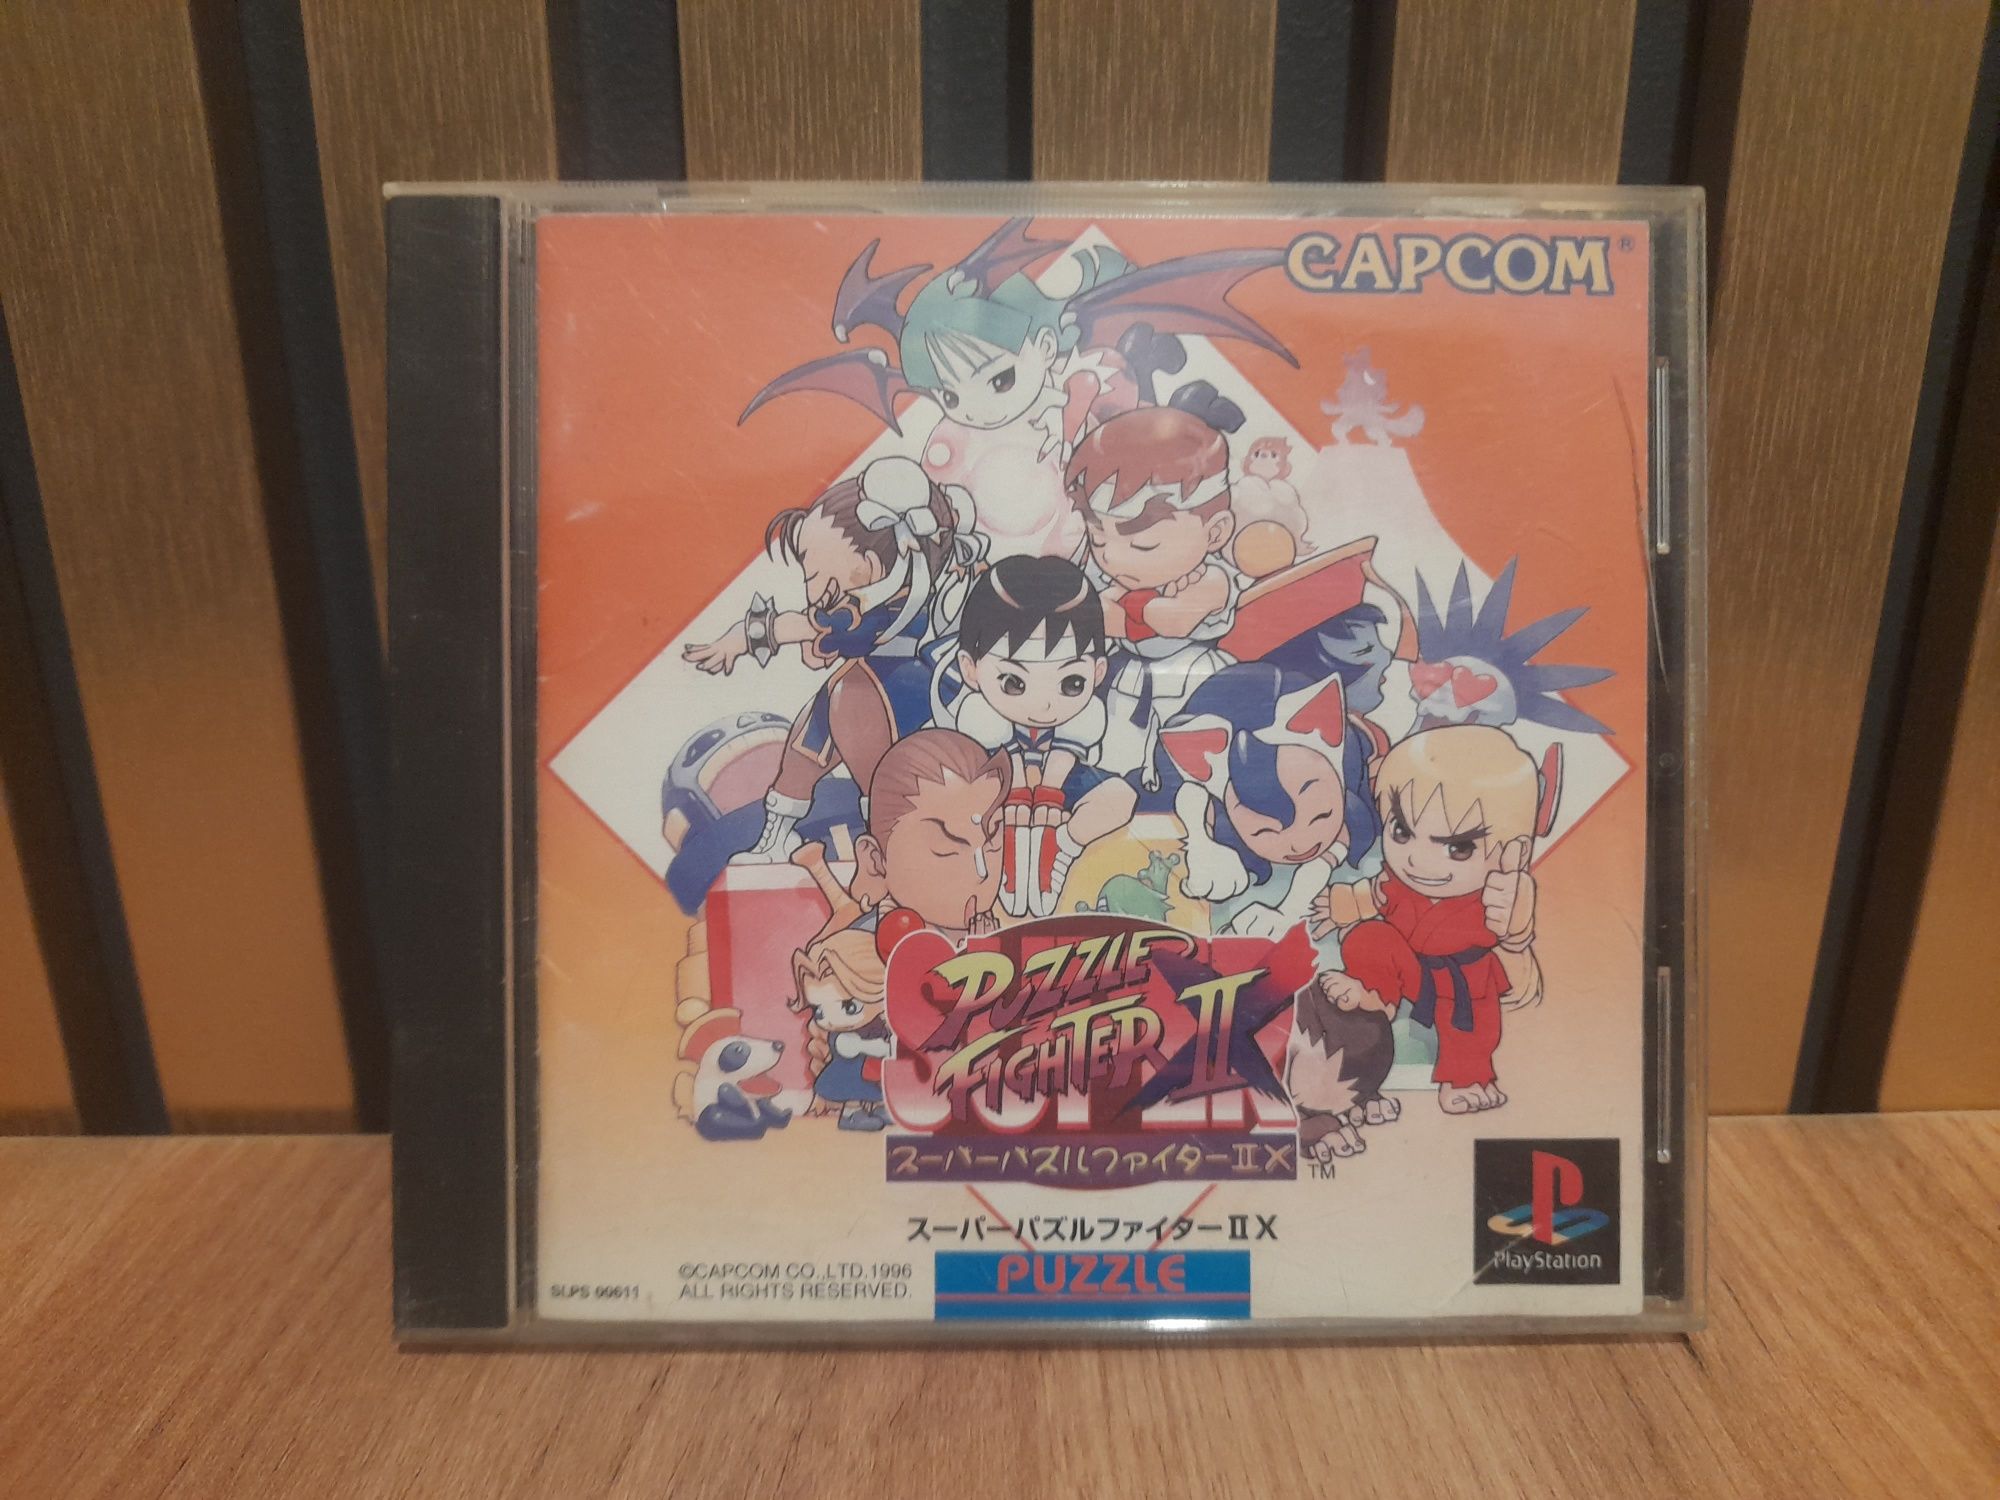 CAPCOM®
SUPER
PUZZLE
FIGHTER II X
スーパーパズルファイターⅡX
TM
スーパーパズルファイターⅡX
PUZZLE
SLPS 00611
©CAPCOM CO.,LTD.1996
ALL RIGHTS RESERVED.
PlayStation